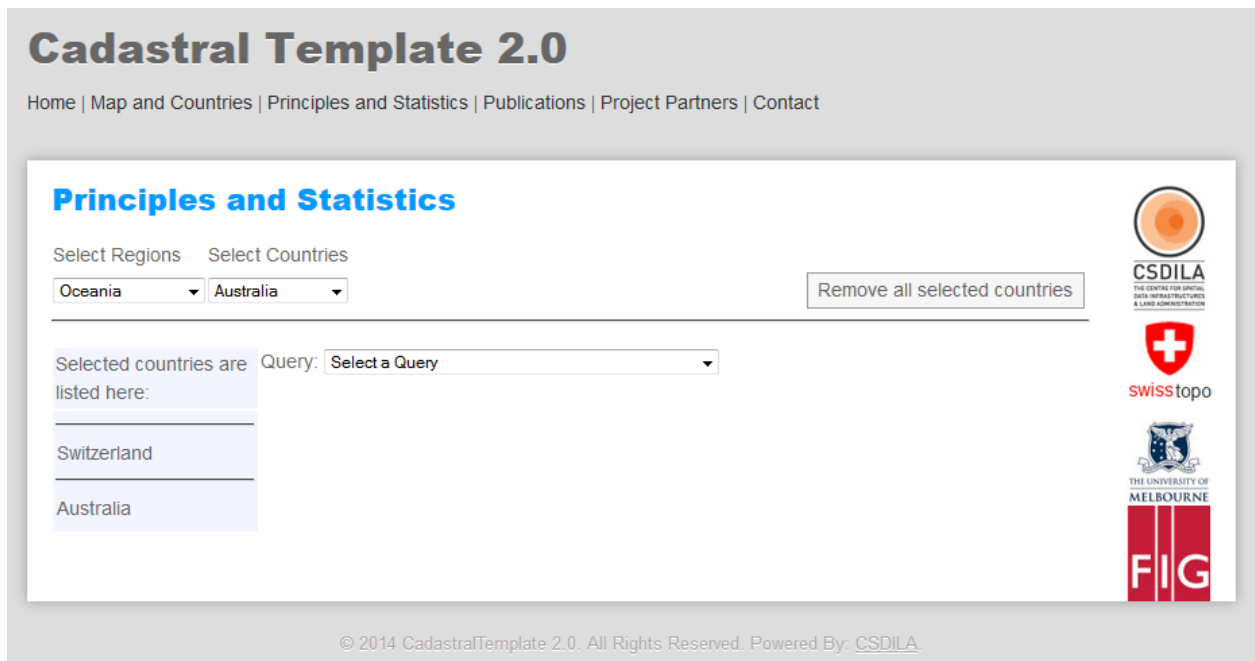 Cadastral Template 2.0
Home | Map and Countries | Principles and Statistics | Publications | Project Partners | Contact
Principles and Statistics
Select Regions Select Countries
Oceania Australia
Remove all selected countries
Selected countries are
listed here:
Query: Select a Query
Switzerland
Australia
CSDILA
THE CENTRE FOR SPATIAL
DATA INFRASTRUCTURES
& LAND ADMINISTRATION
swisstopo
THE UNIVERSITY OF
MELBOURNE
FIG
© 2014 CadastralTemplate 2.0. All Rights Reserved. Powered By: CSDILA.